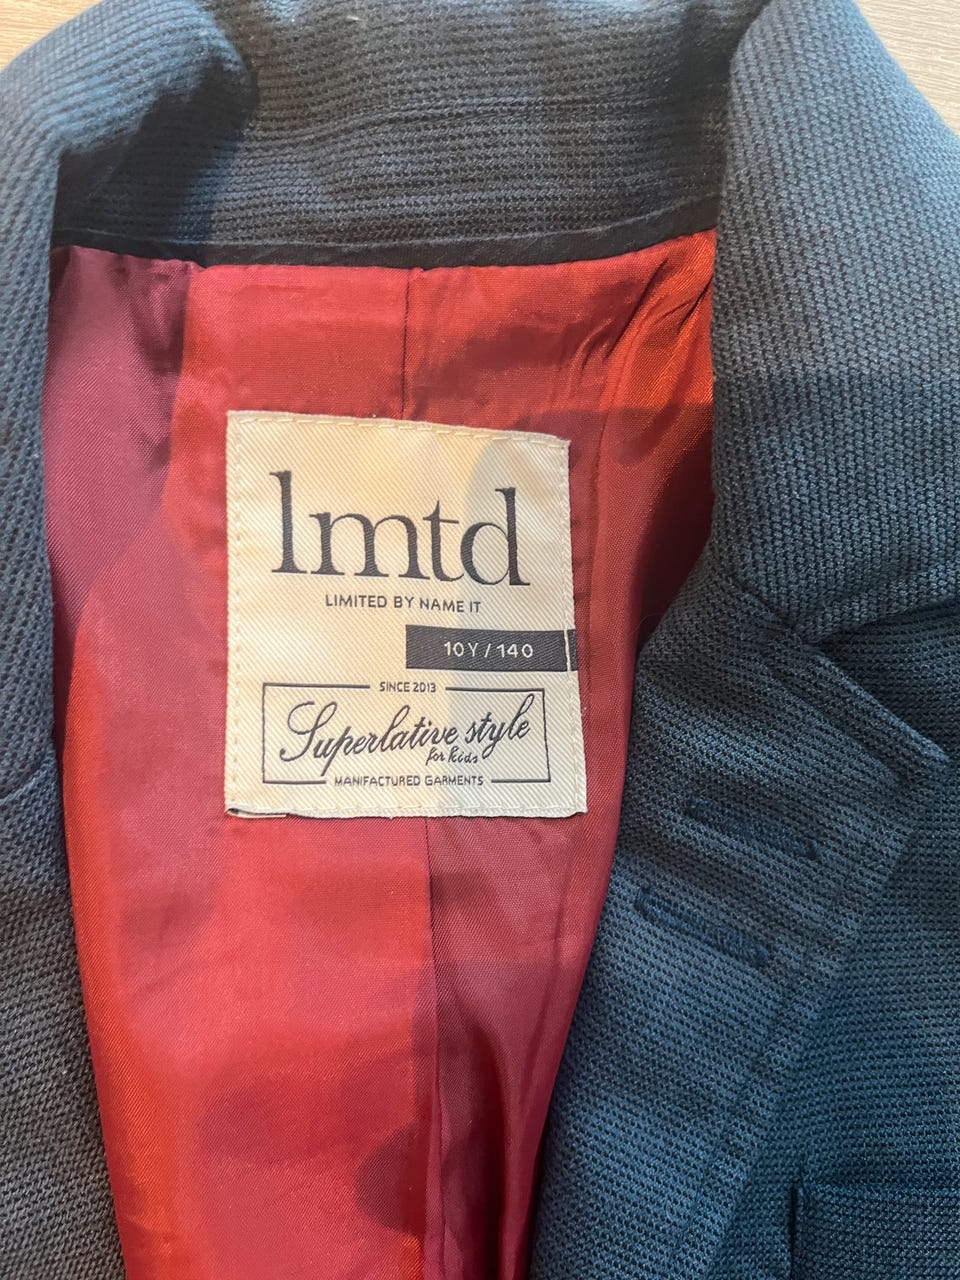 lmtd
LIMITED BY NAME IT
10Y/140
SINCE 2013
Superlative style
for kids
MANIFACTURED GARMENTS